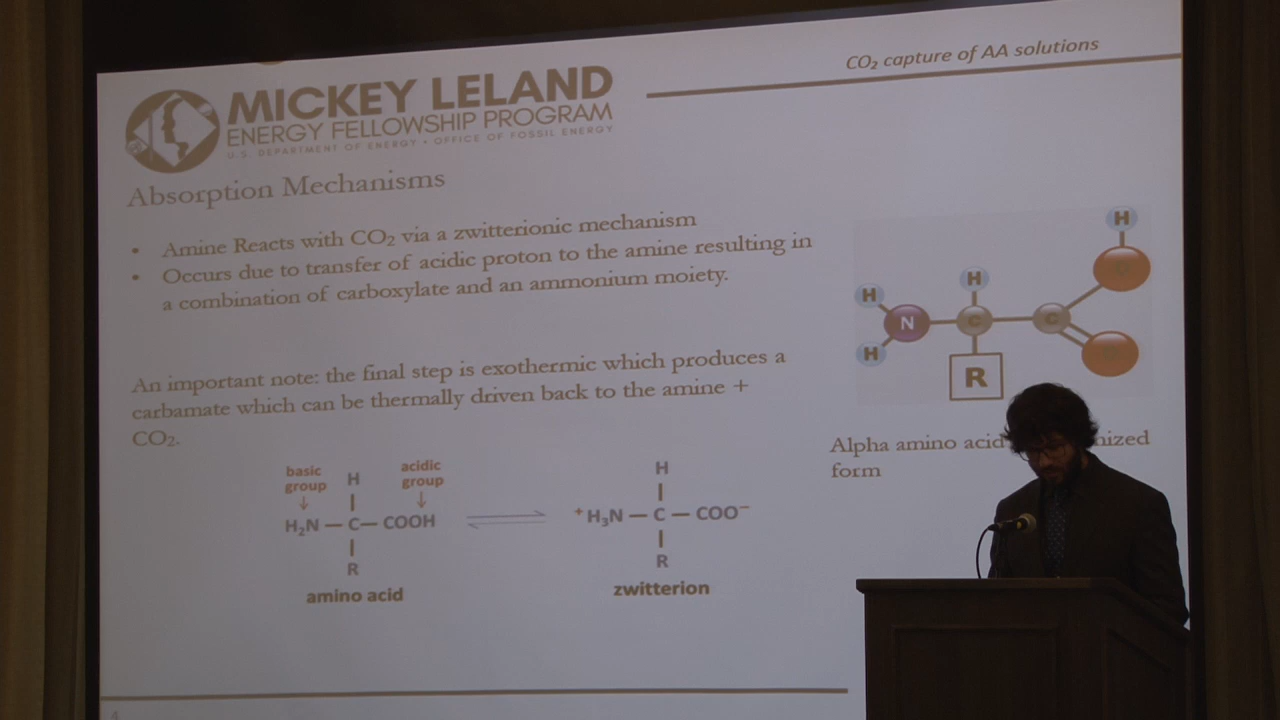 CO₂ capture of AA solutions
MICKEY LELAND
ENERGY FELLOWSHIP PROGRAM
U.S. DEPARTMENT OF ENERGY • OFFICE OF FOSSIL ENERGY
Absorption Mechanisms
• Amine Reacts with CO₂ via a zwitterionic mechanism
• Occurs due to transfer of acidic proton to the amine resulting in
a combination of carboxylate and an ammonium moiety.
An important note: the final step is exothermic which produces a
carbamate which can be thermally driven back to the amine +
CO₂.
H
H
H
N
C
C
H
R
Alpha amino acid
form
basic
group
acidic
group
H
H₂N — C — COOH
R
amino acid
H
⁺H₃N — C — COO⁻
R
zwitterion
4